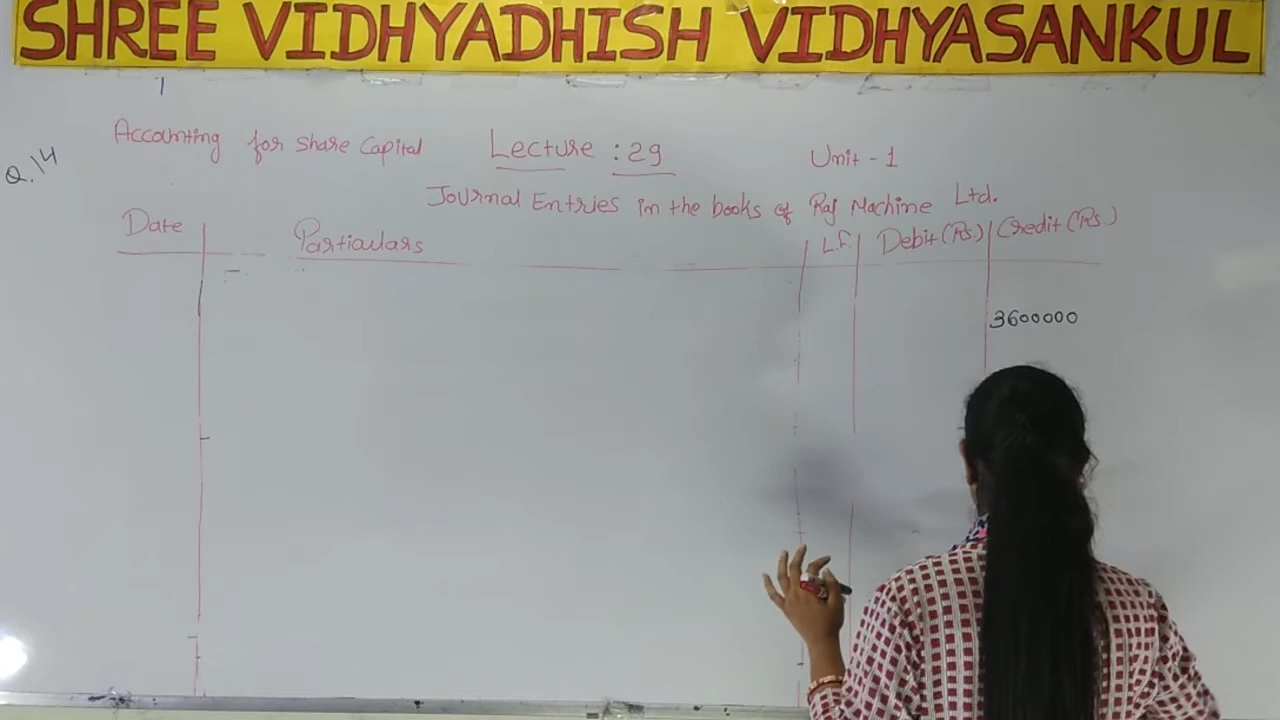 SHREE VIDHYADHISH VIDHYASANKUL
Accounting for Share Capital Lecture : 29 Unit - 1
Q.14
Journal Entries in the books of Raj Machine Ltd.
Date Particulars L.F. Debit (Rs.) Credit (Rs.)
3600000